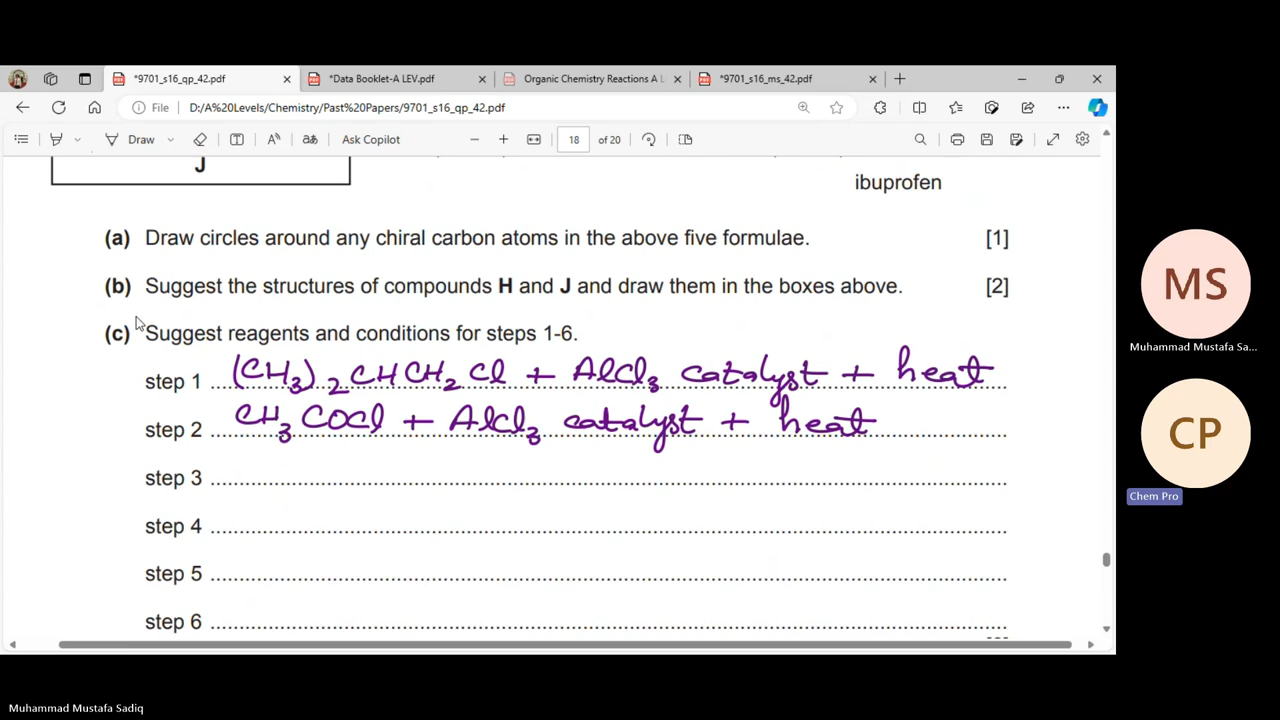 *9701_s16_qp_42.pdf
*Data Booklet-A LEV.pdf
Organic Chemistry Reactions A L
*9701_s16_ms_42.pdf
File D:/A%20Levels/Chemistry/Past%20Papers/9701_s16_qp_42.pdf
Draw Ask Copilot 18 of 20
J
ibuprofen
(a) Draw circles around any chiral carbon atoms in the above five formulae. [1]
(b) Suggest the structures of compounds H and J and draw them in the boxes above. [2]
(c) Suggest reagents and conditions for steps 1-6.
step 1 (CH3)2CHCH2Cl + AlCl3 catalyst + heat
step 2 CH3COCl + AlCl3 catalyst + heat
step 3
step 4
step 5
step 6
MS
Muhammad Mustafa Sa...
CP
Chem Pro
Muhammad Mustafa Sadiq